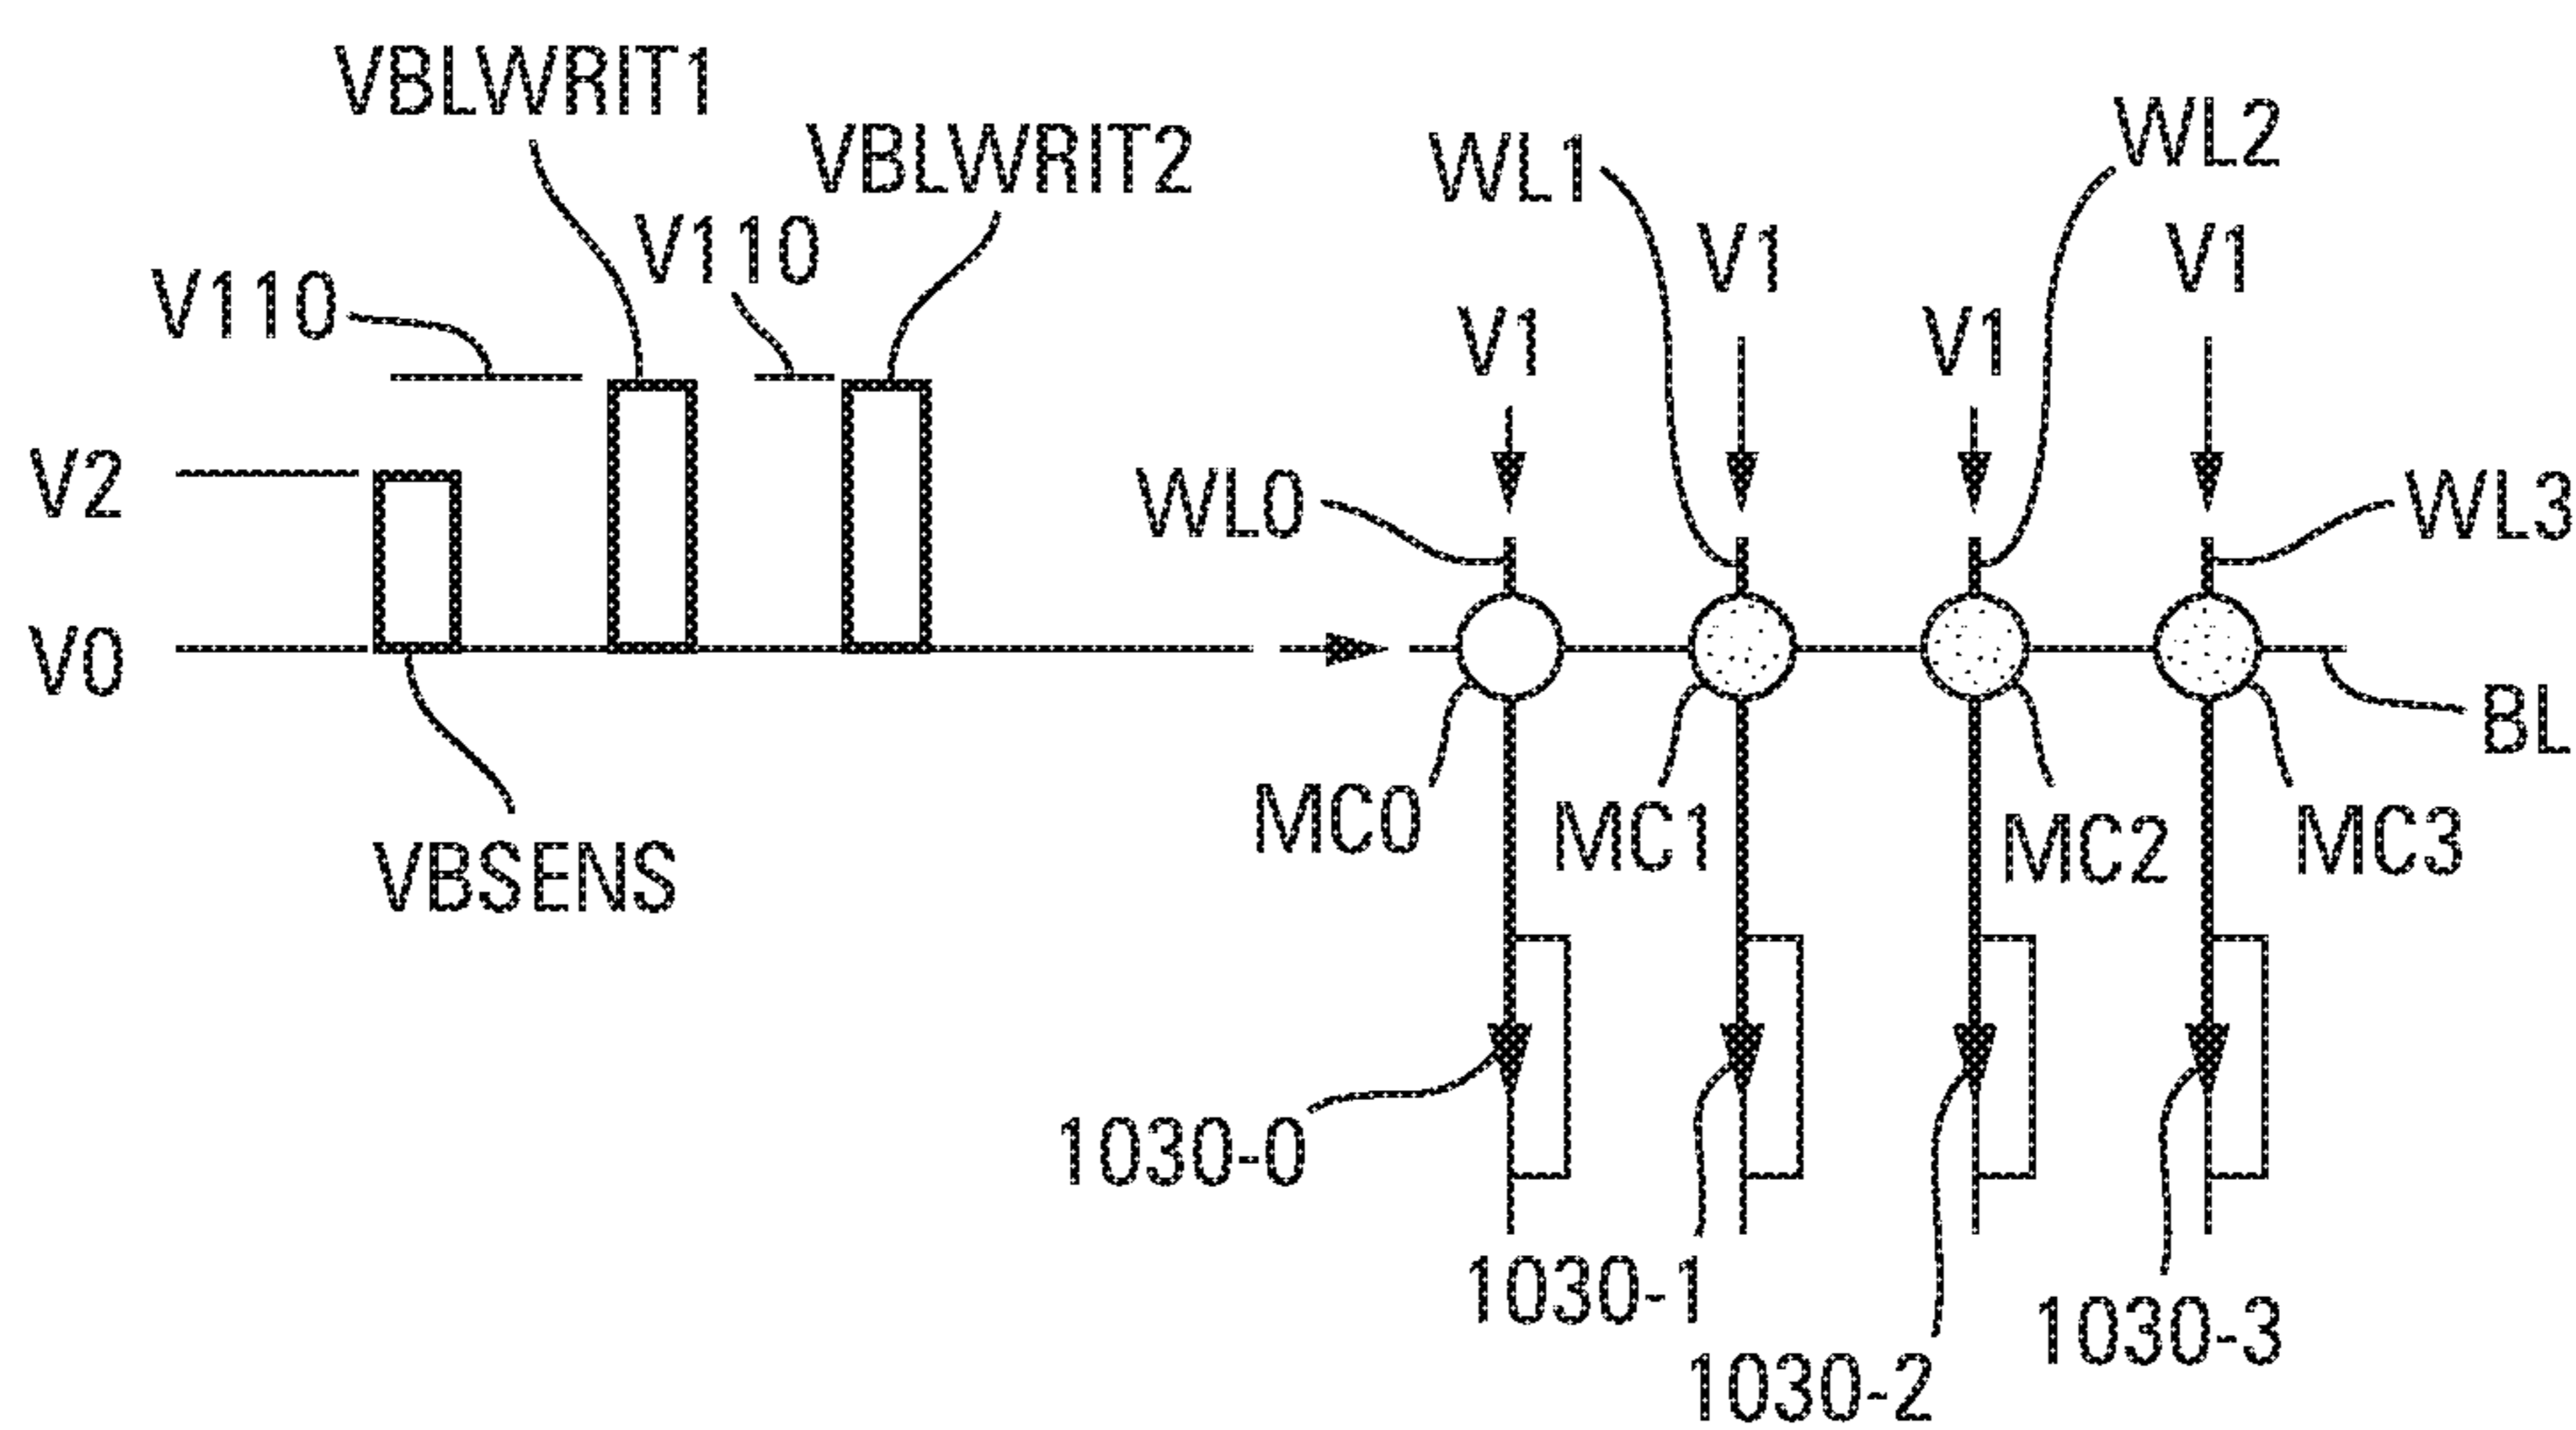 VBLWRIT1
VBLWRIT2
V110
V110
V2
V0
VBSENS
WL1
WL2
V1
V1
V1
V1
WL0
WL3
BL
MC0
MC1
MC2
MC3
1030-0
1030-1
1030-2
1030-3